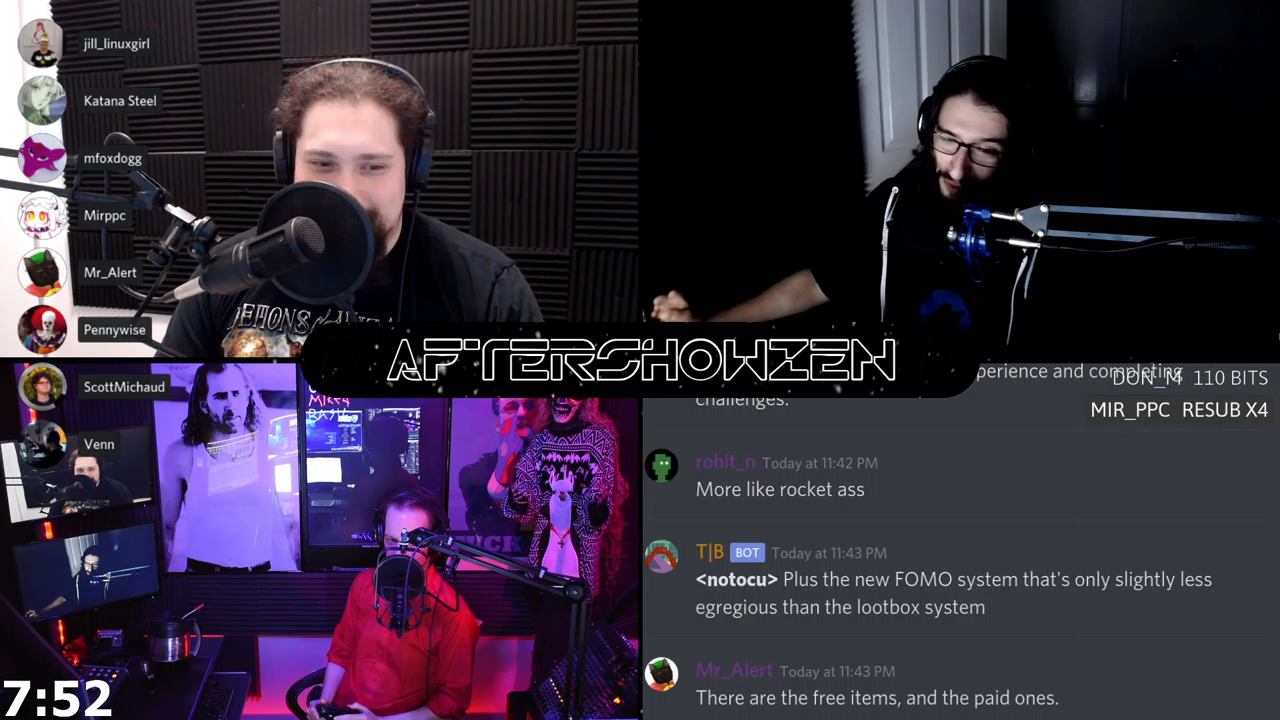 jill_linuxgirl
Katana Steel
mfoxdogg
Mirppc
Mr_Alert
Pennywise
ScottMichaud
Venn
AFTERSHOWZEN
perience and completing
challenges.
DON_M 110 BITS
MIR_PPC RESUB X4
rohit_n Today at 11:42 PM
More like rocket ass
T|B BOT Today at 11:43 PM
<notocu> Plus the new FOMO system that's only slightly less
egregious than the lootbox system
Mr_Alert Today at 11:43 PM
There are the free items, and the paid ones.
7:52